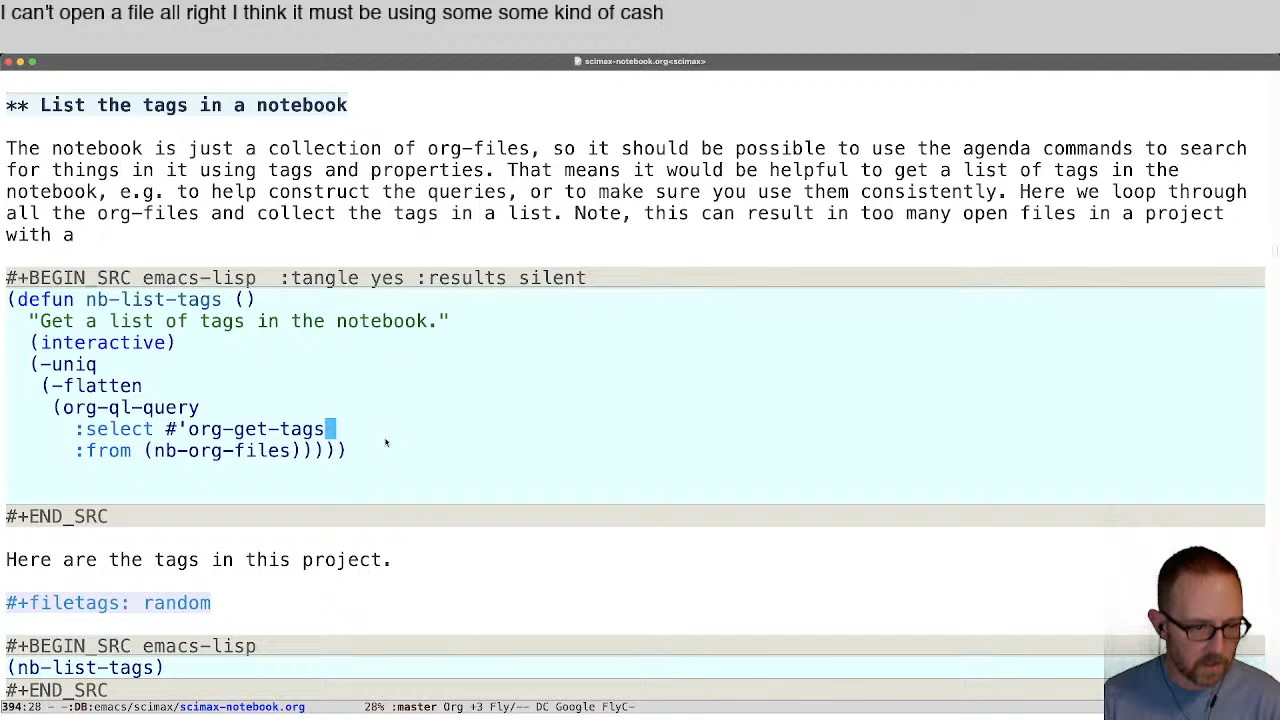 I can't open a file all right I think it must be using some some kind of cash
scimax-notebook.org<scimax>
** List the tags in a notebook
The notebook is just a collection of org-files, so it should be possible to use the agenda commands to search
for things in it using tags and properties. That means it would be helpful to get a list of tags in the
notebook, e.g. to help construct the queries, or to make sure you use them consistently. Here we loop through
all the org-files and collect the tags in a list. Note, this can result in too many open files in a project
with a
#+BEGIN_SRC emacs-lisp  :tangle yes :results silent
(defun nb-list-tags ()
  "Get a list of tags in the notebook."
  (interactive)
  (-uniq
   (-flatten
    (org-ql-query
      :select #'org-get-tags
      :from (nb-org-files)))))
#+END_SRC
Here are the tags in this project.
#+filetags: random
#+BEGIN_SRC emacs-lisp
(nb-list-tags)
#+END_SRC
394:28 — -:DB:emacs/scimax/scimax-notebook.org 28% :master Org +3 Fly/-- DC Google FlyC-